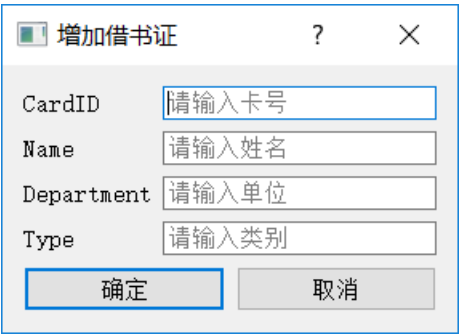 增加借书证 ?
CardID 请输入卡号
Name 请输入姓名
Department 请输入单位
Type 请输入类别
确定 取消